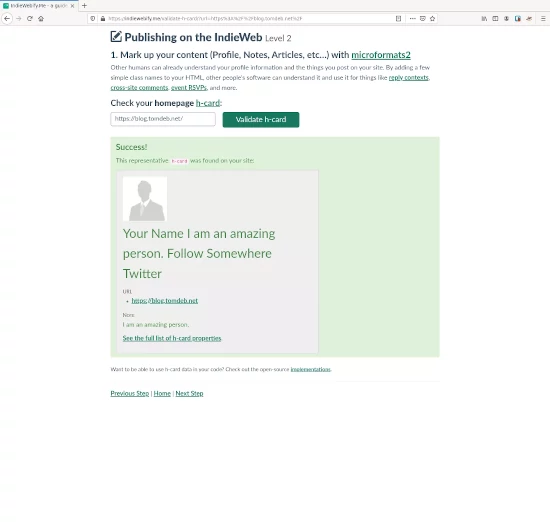 IndieWebify.me - a guid
https://indiewebify.me/validate-h-card/?url=https%3A%2F%2Fblog.tomdeb.net%2F
Publishing on the IndieWeb Level 2
1. Mark up your content (Profile, Notes, Articles, etc...) with microformats2
Other humans can already understand your profile information and the things you post on your site. By adding a few
simple class names to your HTML, other people's software can understand it and use it for things like reply contexts,
cross-site comments, event RSVPs, and more.
Check your homepage h-card:
https://blog.tomdeb.net/
Validate h-card
Success!
This representative h-card was found on your site:
Your Name I am an amazing
person. Follow Somewhere
Twitter
URL
https://blog.tomdeb.net
Note
I am an amazing person.
See the full list of h-card properties
Want to be able to use h-card data in your code? Check out the open-source implementations.
Previous Step | Home | Next Step